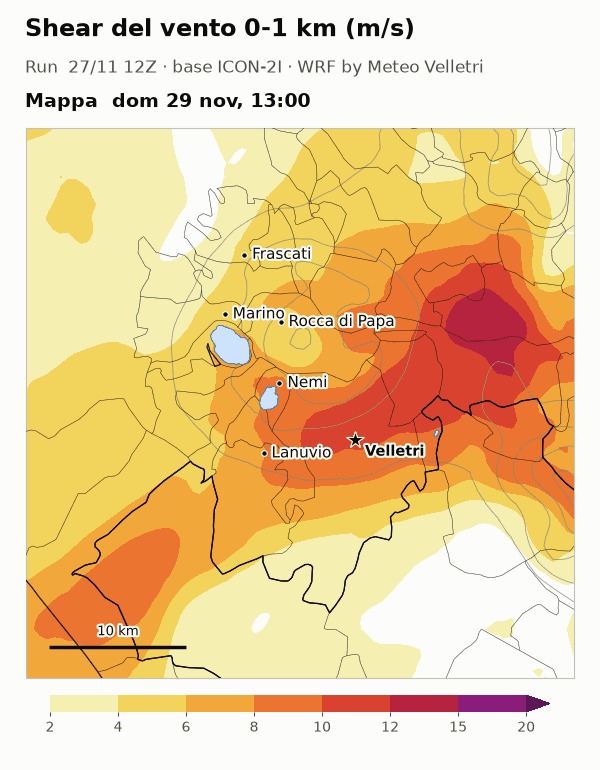 Shear del vento 0-1 km (m/s)
Run  27/11 12Z · base ICON-2I · WRF by Meteo Velletri
Mappa  dom 29 nov, 13:00
Frascati
Marino
Rocca di Papa
Nemi
Velletri
Lanuvio
10 km
2 4 6 8 10 12 15 20